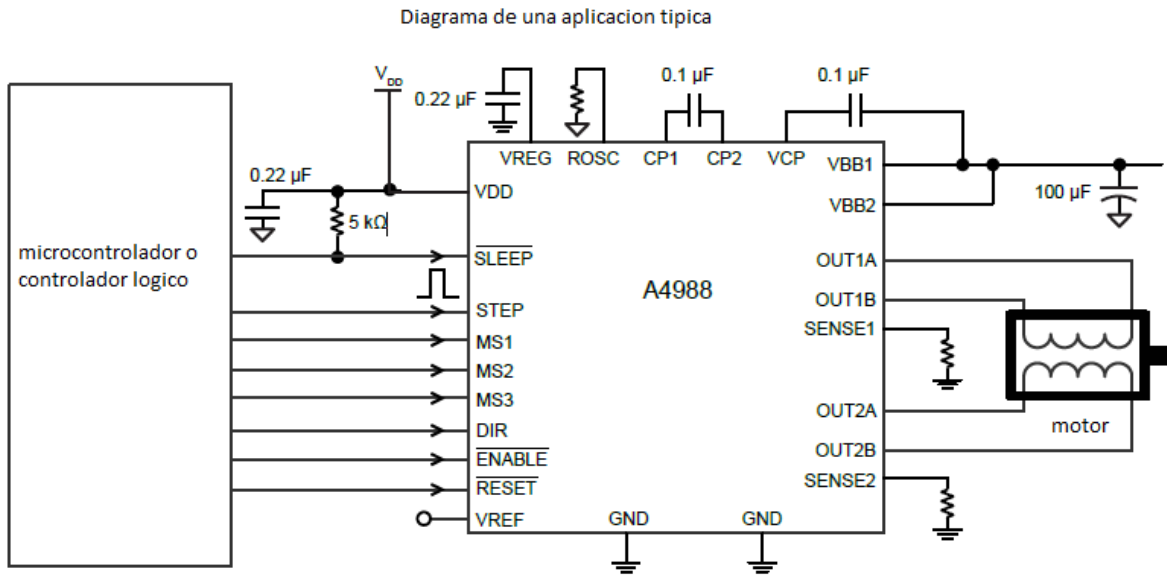 Diagrama de una aplicacion tipica
V_DD
0.22 µF
0.1 µF
0.1 µF
VREG
ROSC
CP1
CP2
VCP
VBB1
0.22 µF
VDD
5 kΩ
100 µF
VBB2
microcontrolador o
controlador logico
SLEEP
OUT1A
A4988
OUT1B
STEP
SENSE1
MS1
MS2
MS3
OUT2A
motor
DIR
OUT2B
ENABLE
SENSE2
RESET
VREF
GND
GND